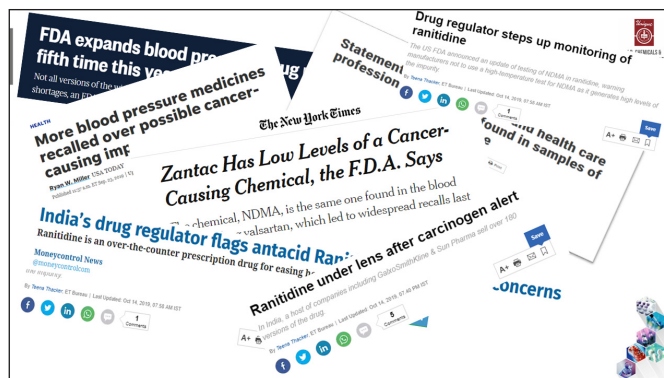 FDA expands blood pre
fifth time this yea
Not all versions of the
shortages, an FD
HEALTH
More blood pressure medicines
recalled over possible cancer-
causing imp
Ryan W. Miller USA TODAY
Statement
profession
Drug regulator steps up monitoring of
ranitidine
The US FDA announced an update of testing of NDMA in ranitidine, warning
manufacturers not to use a high-temperature test for NDMA as it generates high levels of
the impurity.
By Teena Thacker, ET Bureau | Last Updated: Oct 14, 2019, 07.58 AM IST
1
Comments
Save
A+
and health care
found in samples of
The New York Times
Zantac Has Low Levels of a Cancer-
Causing Chemical, the F.D.A. Says
The chemical, NDMA, is the same one found in the blood
valsartan, which led to widespread recalls last
India's drug regulator flags antacid Rani
Ranitidine is an over-the-counter prescription drug for easing h
Moneycontrol News
@moneycontrolcom
impurity.
By Teena Thacker, ET Bureau | Last Updated: Oct 14, 2019, 07.58 AM IST
1
Comments
A+
Ranitidine under lens after carcinogen alert
In India, a host of companies including GalxoSmithKline & Sun Pharma sell over 180
versions of the drug
By Teena Thacker, ET Bureau | Last Updated: Oct 14, 2019, 07.49 AM IST
5
Comments
Save
A+
concerns